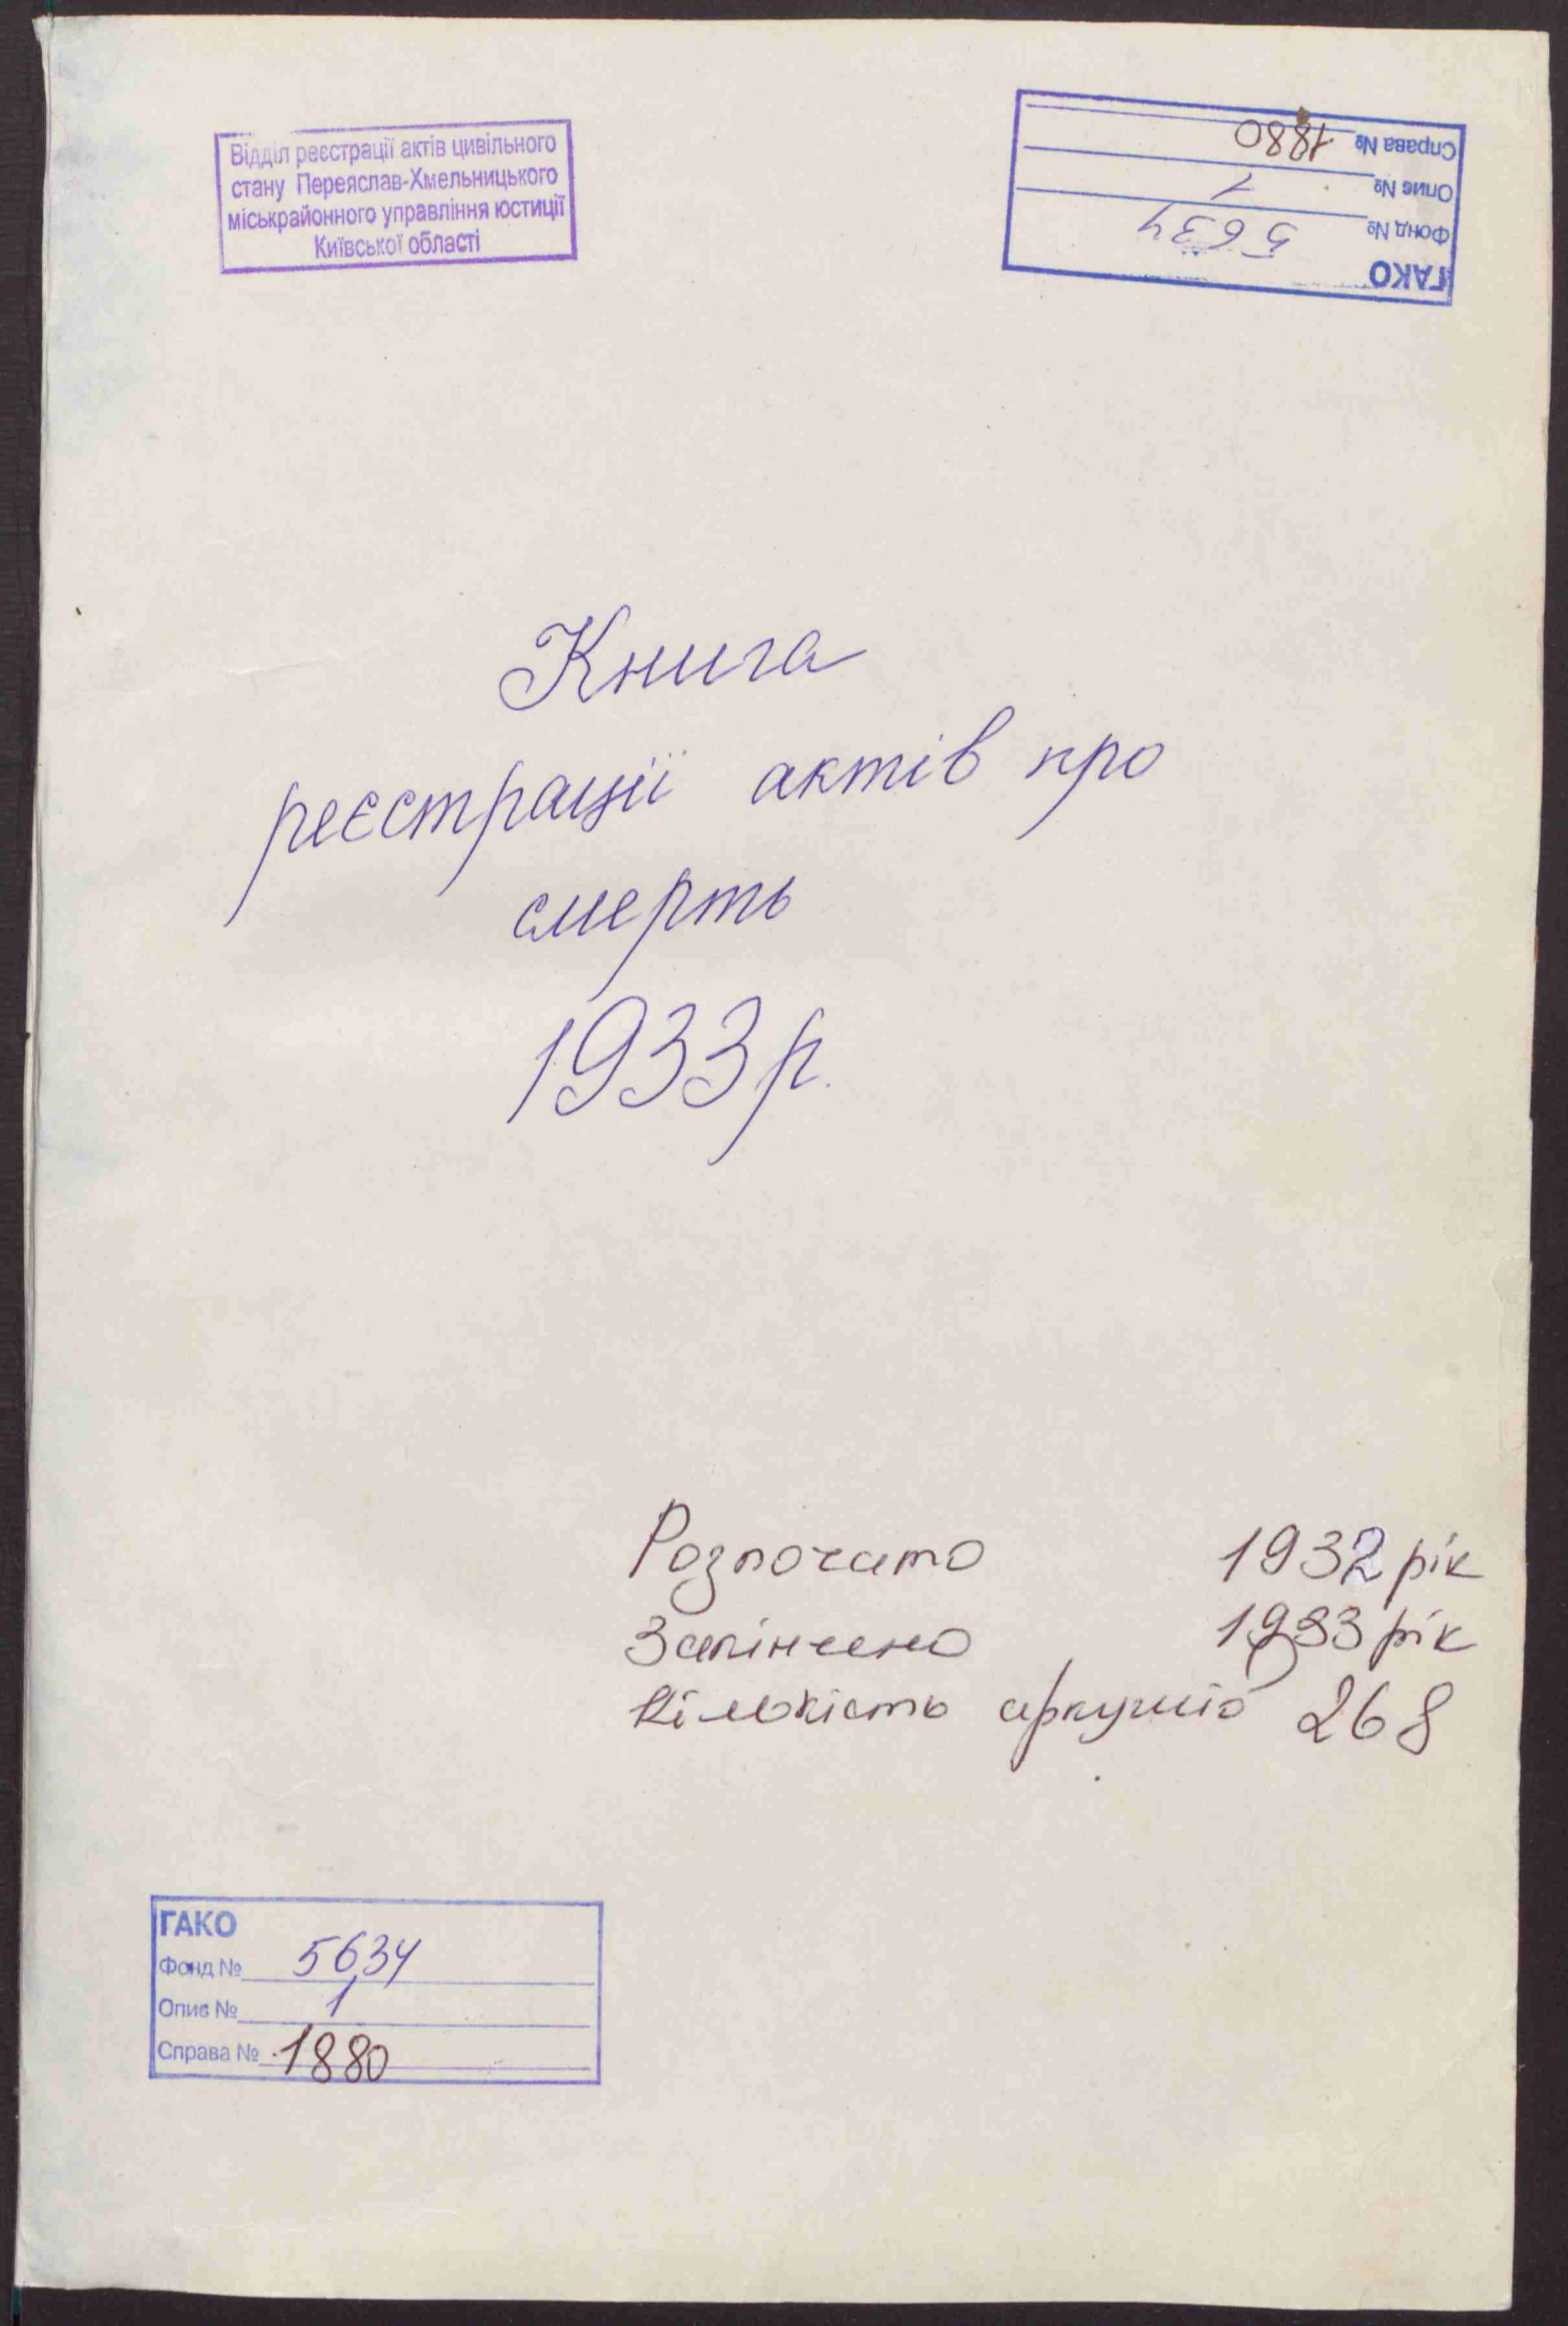 Відділ реєстрації актів цивільного
стану Переяслав-Хмельницького
міськрайонного управління юстиції
Київської області
ГАКО
Фонд № 5634
Опис № 1
Справа № 1880
Книга
реєстрації актів про
смерть
1933 р.
Розпочато 1932 рік
Закінчено 1933 рік
Кількість аркушів 268
ГАКО
Фонд № 5634
Опис № 1
Справа № 1880